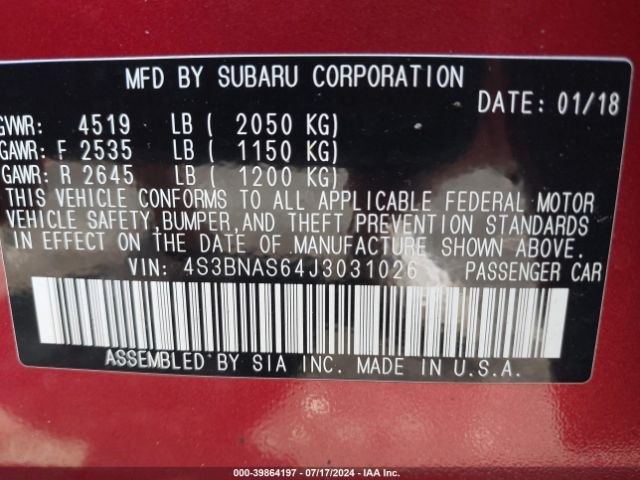 MFD BY SUBARU CORPORATION
DATE: 01/18
GVWR: 4519 LB ( 2050 KG)
GAWR: F 2535 LB ( 1150 KG)
GAWR: R 2645 LB ( 1200 KG)
THIS VEHICLE CONFORMS TO ALL APPLICABLE FEDERAL MOTOR
VEHICLE SAFETY,BUMPER,AND THEFT PREVENTION STANDARDS
IN EFFECT ON THE DATE OF MANUFACTURE SHOWN ABOVE.
VIN: 4S3BNAS64J3031026 PASSENGER CAR
ASSEMBLED BY SIA INC. MADE IN U.S.A.
000-39864197 - 07/17/2024 - IAA Inc.